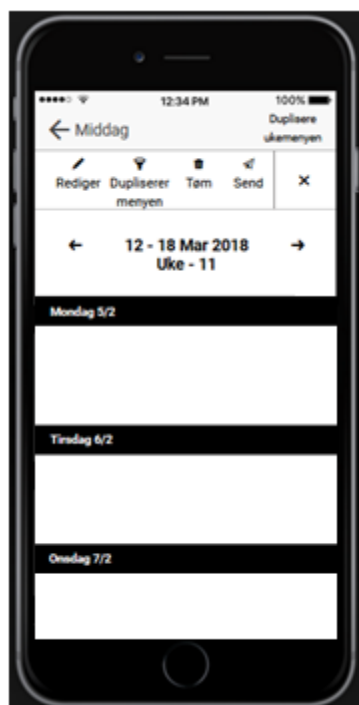 12:34 PM
100%
Middag
Duplisere
ukemenyen
Rediger
Dupliserer
menyen
Tøm
Send
12 - 18 Mar 2018
Uke - 11
Mondag 5/2
Tirsdag 6/2
Onsdag 7/2